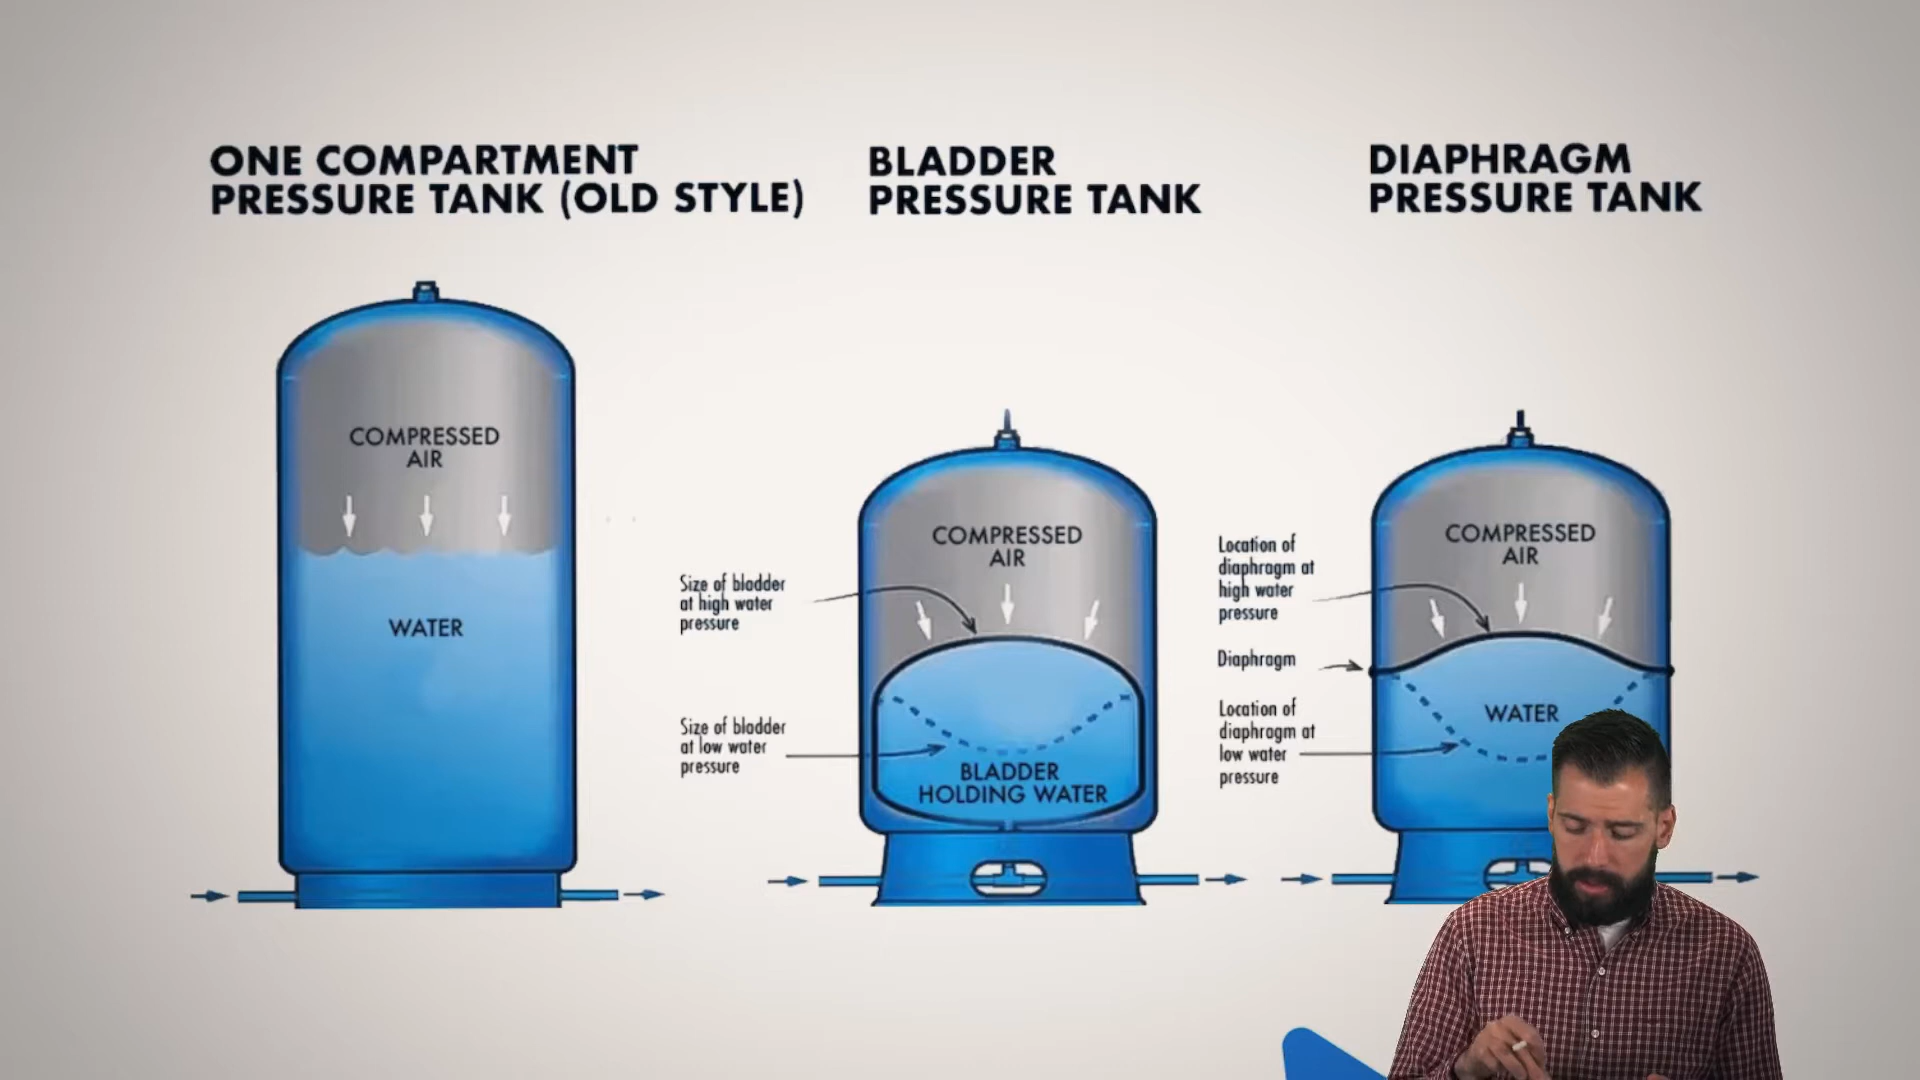 ONE COMPARTMENT
PRESSURE TANK (OLD STYLE)
BLADDER
PRESSURE TANK
DIAPHRAGM
PRESSURE TANK
COMPRESSED
AIR
WATER
Size of bladder
at high water
pressure
Size of bladder
at low water
pressure
COMPRESSED
AIR
BLADDER
HOLDING WATER
Location of
diaphragm at
high water
pressure
Diaphragm
Location of
diaphragm at
low water
pressure
COMPRESSED
AIR
WATER